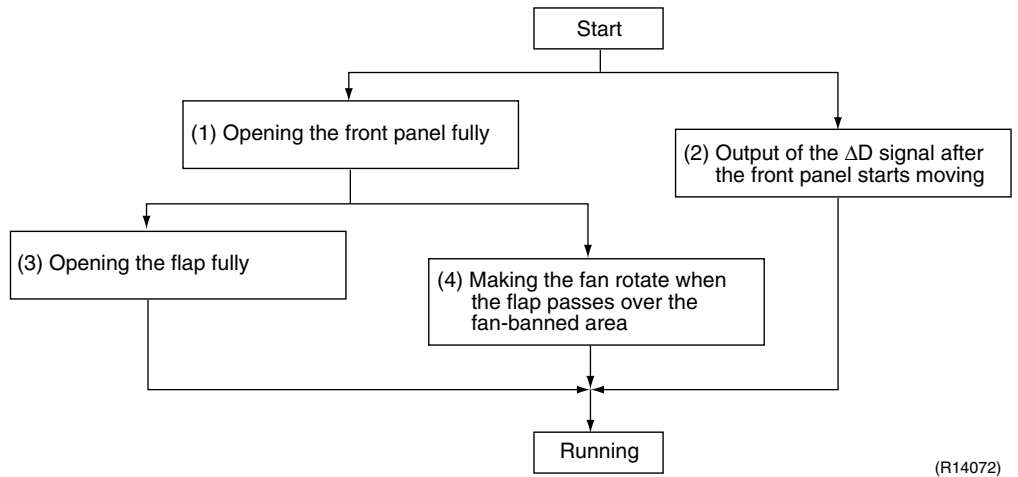 Start
(1) Opening the front panel fully
(2) Output of the ΔD signal after
the front panel starts moving
(3) Opening the flap fully
(4) Making the fan rotate when
the flap passes over the
fan-banned area
Running
(R14072)